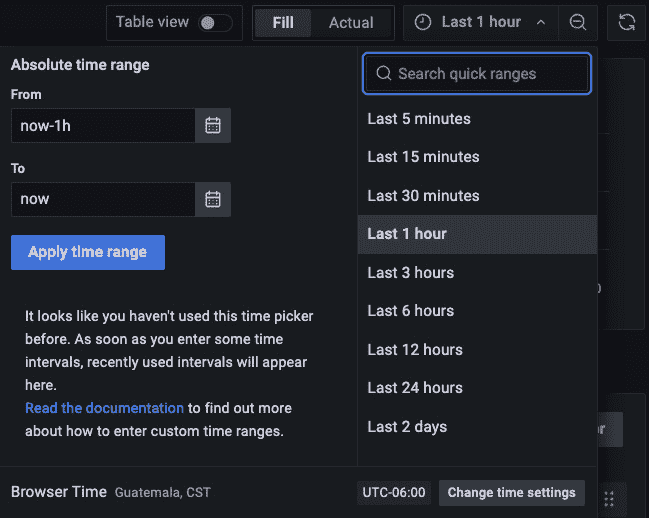 Table view
Fill
Actual
Last 1 hour
Absolute time range
From
now-1h
To
now
Apply time range
It looks like you haven't used this time picker
before. As soon as you enter some time
intervals, recently used intervals will appear
here.
Read the documentation to find out more
about how to enter custom time ranges.
Search quick ranges
Last 5 minutes
Last 15 minutes
Last 30 minutes
Last 1 hour
Last 3 hours
Last 6 hours
Last 12 hours
Last 24 hours
Last 2 days
Browser Time Guatemala, CST
UTC-06:00
Change time settings